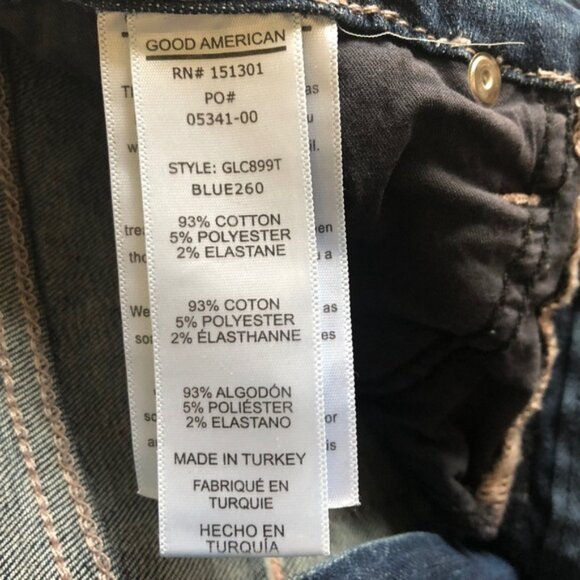 GOOD AMERICAN
RN# 151301
PO#
05341-00
STYLE: GLC899T
BLUE260
93% COTTON
5% POLYESTER
2% ELASTANE
93% COTON
5% POLYESTER
2% ÉLASTHANNE
93% ALGODÓN
5% POLIÉSTER
2% ELASTANO
MADE IN TURKEY
FABRIQUÉ EN
TURQUIE
HECHO EN
TURQUÍA